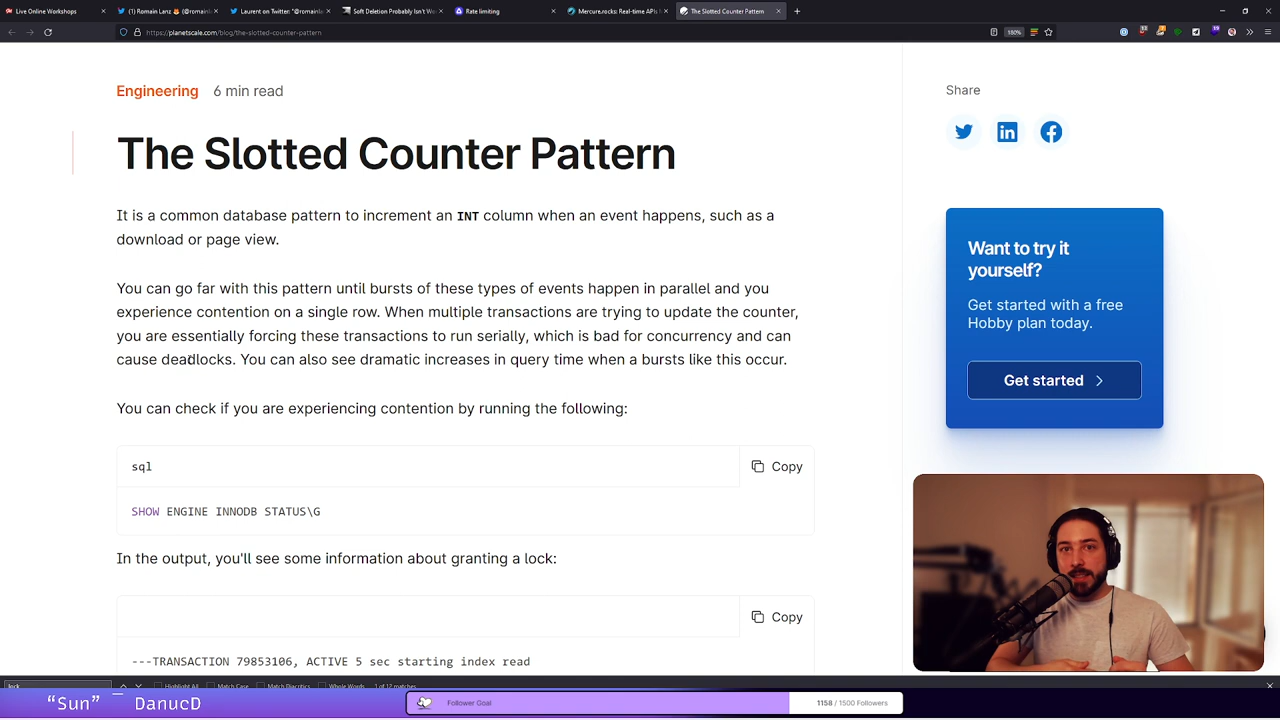 Live Online Workshops
(1) Romain Lanz
Laurent on Twitter: "@romainla
Soft Deletion Probably Isn't Wo
Rate limiting
Mercure.rocks: Real-time APIs
The Slotted Counter Pattern
https://planetscale.com/blog/the-slotted-counter-pattern
180%
Engineering 6 min read
Share
The Slotted Counter Pattern
It is a common database pattern to increment an INT column when an event happens, such as a
download or page view.
You can go far with this pattern until bursts of these types of events happen in parallel and you
experience contention on a single row. When multiple transactions are trying to update the counter,
you are essentially forcing these transactions to run serially, which is bad for concurrency and can
cause deadlocks. You can also see dramatic increases in query time when a bursts like this occur.
Want to try it
yourself?
Get started with a free
Hobby plan today.
Get started
You can check if you are experiencing contention by running the following:
sql
Copy
SHOW ENGINE INNODB STATUS\G
In the output, you'll see some information about granting a lock:
Copy
---TRANSACTION 79853106, ACTIVE 5 sec starting index read
lock
Highlight All Match Case Match Diacritics Whole Words 1 of 12 matches
“Sun” — DanucD
Follower Goal
1158 / 1500 Followers